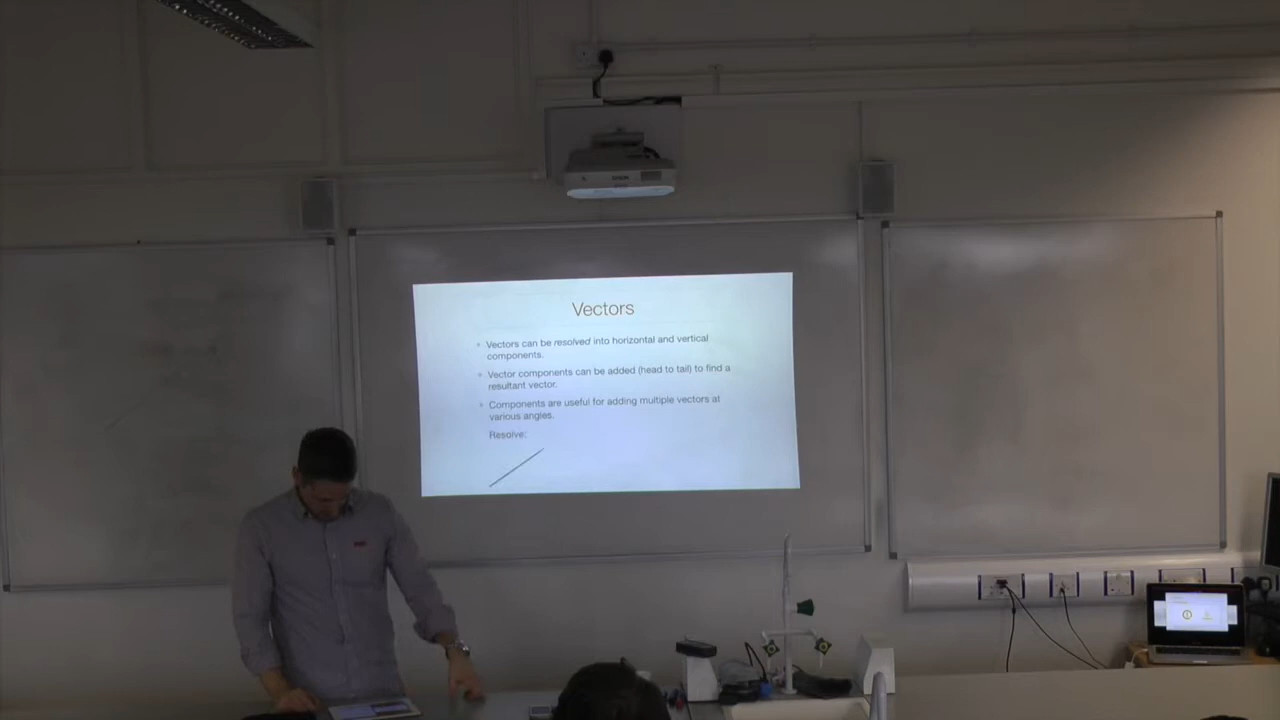 Vectors
Vectors can be resolved into horizontal and vertical
components.
Vector components can be added (head to tail) to find a
resultant vector.
Components are useful for adding multiple vectors at
various angles.
Resolve:
EPSON